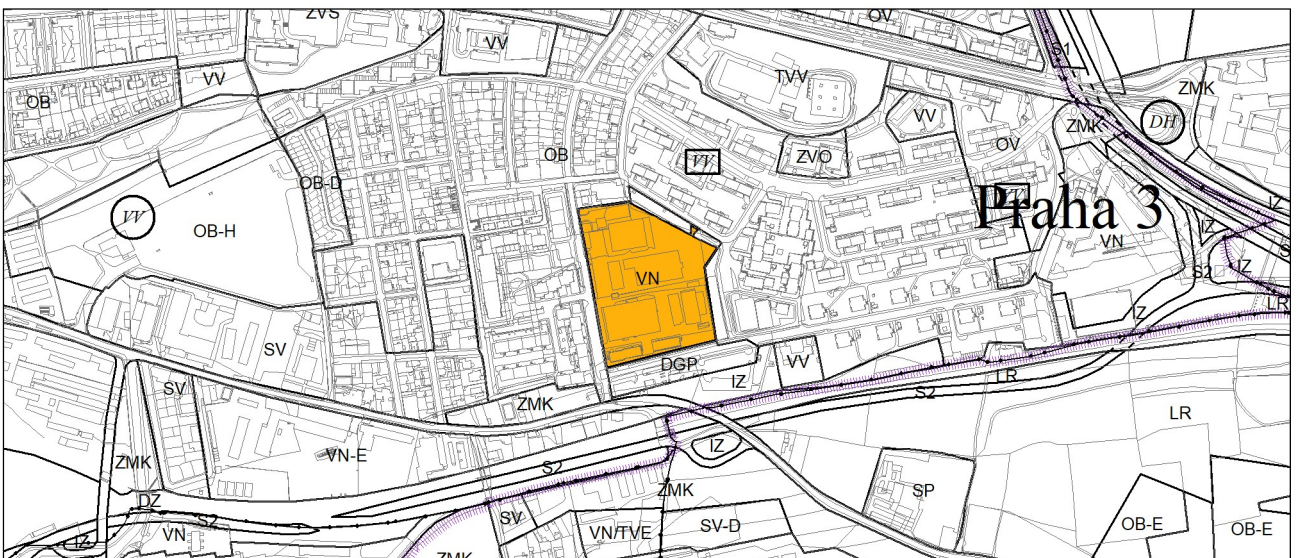 ZVS
OV
VV
S1
VV
TVV
ZMK
OB
VV
ZMK
DH
OV
OB
VV
ZVO
OB-D
Praha 3
VV
OB-H
IZ
VN
VN
S2
IZ
IZ
LR
SV
DGP
VV
IZ
LR
SV
S2
ZMK
LR
VN-E
IZ
ZMK
S2
SP
DZ
ZMK
S2
SV
SV-D
VN
VN/TVE
OB-E
OB-E
IZ
ZMK